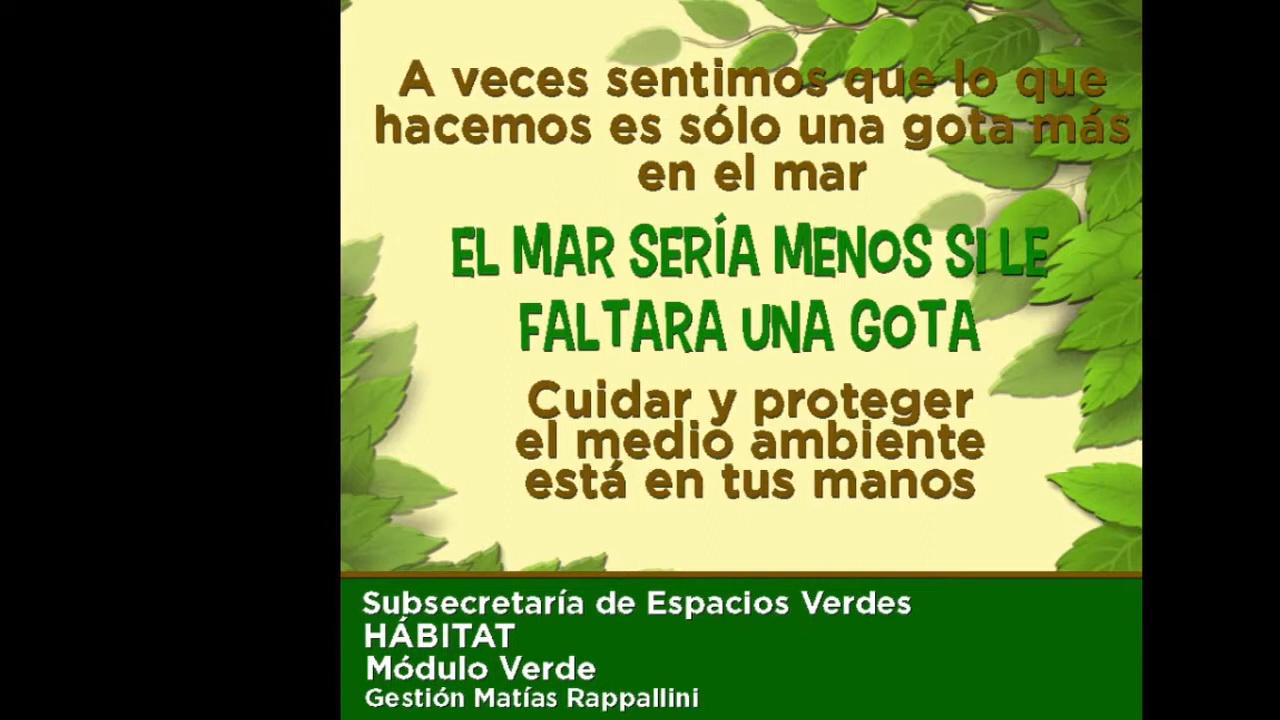 A veces sentimos que lo que
hacemos es sólo una gota más
en el mar
EL MAR SERÍA MENOS SI LE
FALTARA UNA GOTA
Cuidar y proteger
el medio ambiente
está en tus manos
Subsecretaría de Espacios Verdes
HÁBITAT
Módulo Verde
Gestión Matías Rappallini